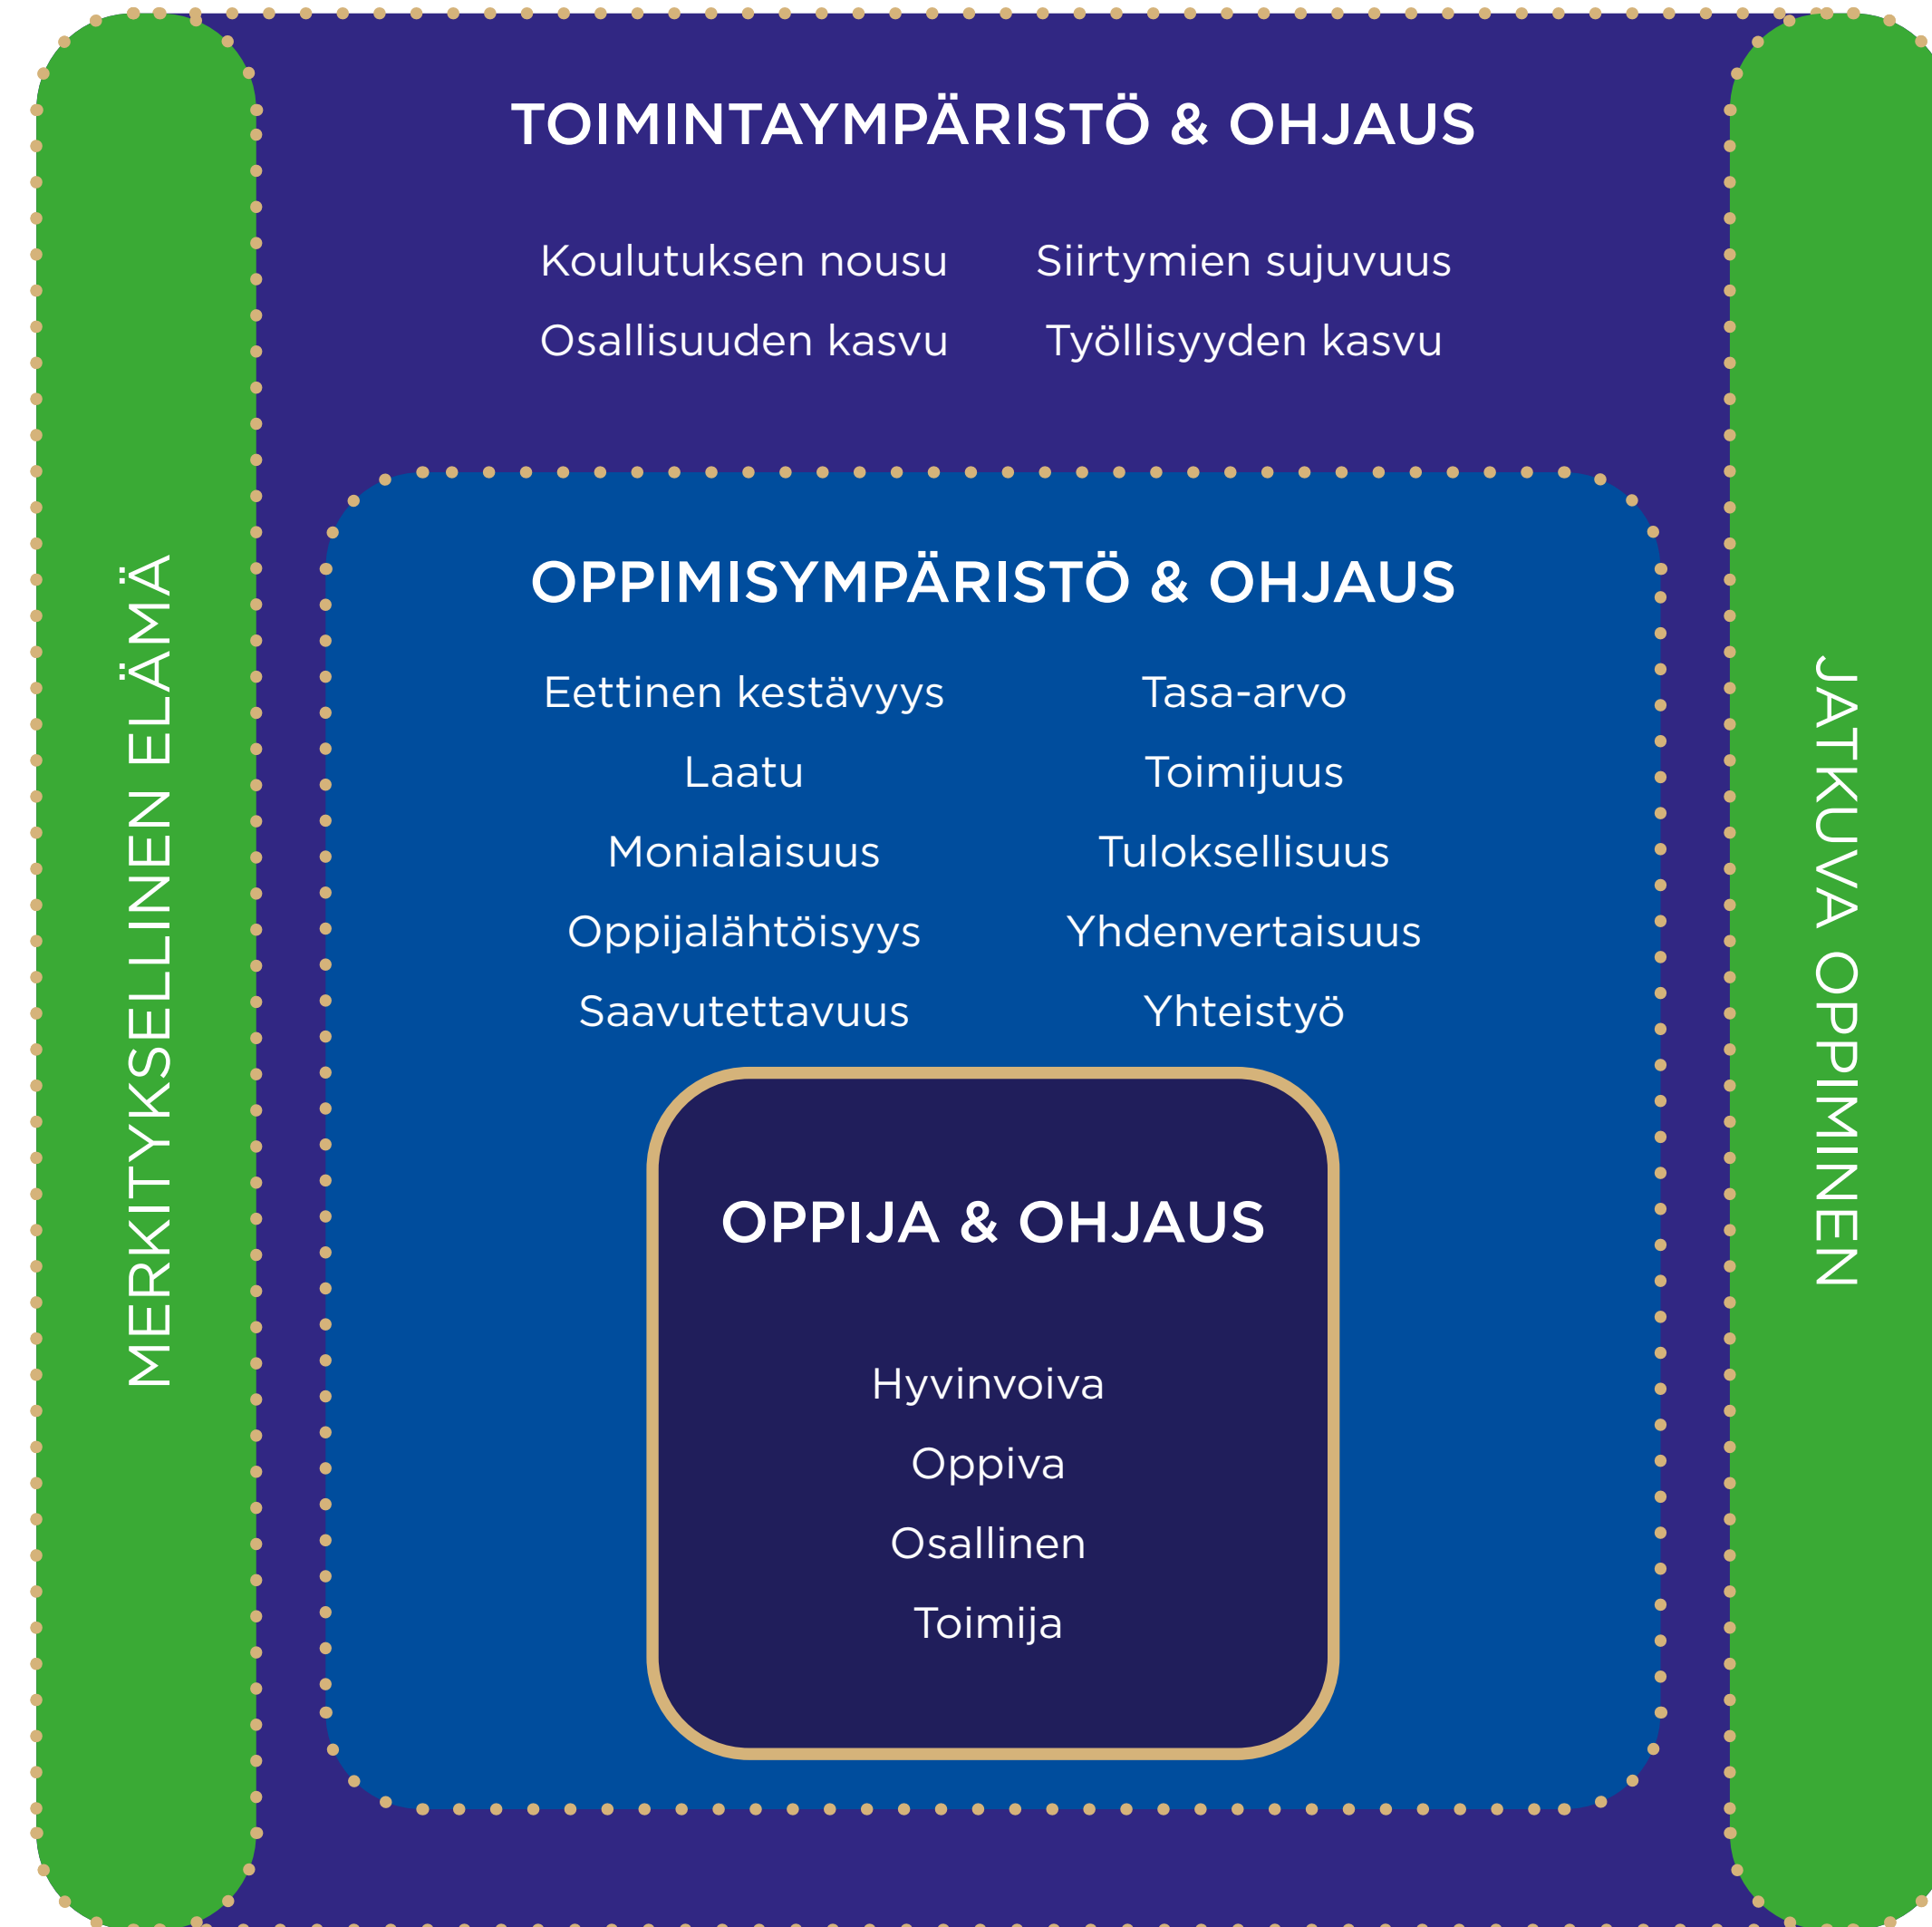 MERKITYKSELLINEN ELÄMÄ
TOIMINTAYMPÄRISTÖ & OHJAUS
Koulutuksen nousu
Osallisuuden kasvu
Siirtymien sujuvuus
Työllisyyden kasvu
OPPIMISYMPÄRISTÖ & OHJAUS
Eettinen kestävyys
Laatu
Monialaisuus
Oppijalähtöisyys
Saavutettavuus
Tasa-arvo
Toimijuus
Tuloksellisuus
Yhdenvertaisuus
Yhteistyö
OPPIJA & OHJAUS
Hyvinvoiva
Oppiva
Osallinen
Toimija
JATKUVA OPPIMINEN